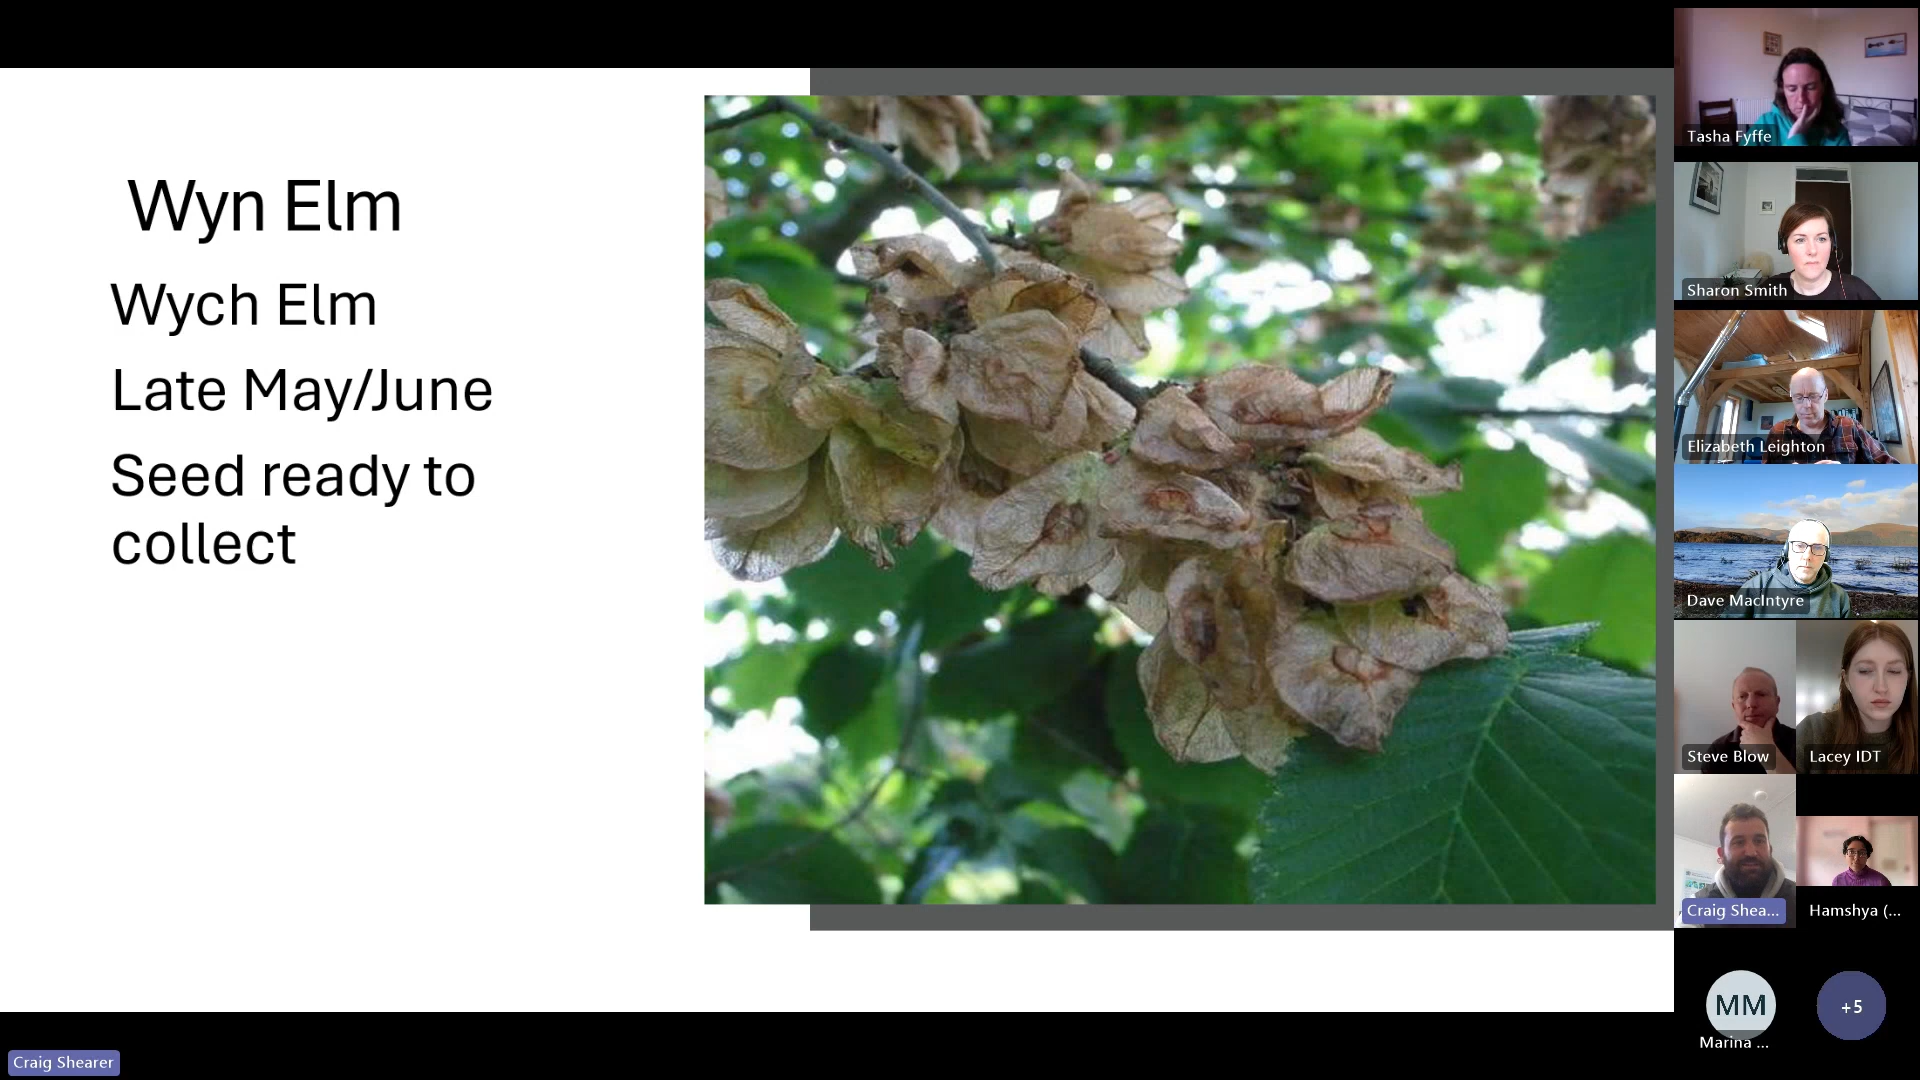 Wyn Elm
Wych Elm
Late May/June
Seed ready to
collect
Tasha Fyffe
Sharon Smith
Elizabeth Leighton
Dave MacIntyre
Steve Blow
Lacey IDT
Craig Shea...
Hamshya (...
MM
Marina ...
+5
Craig Shearer